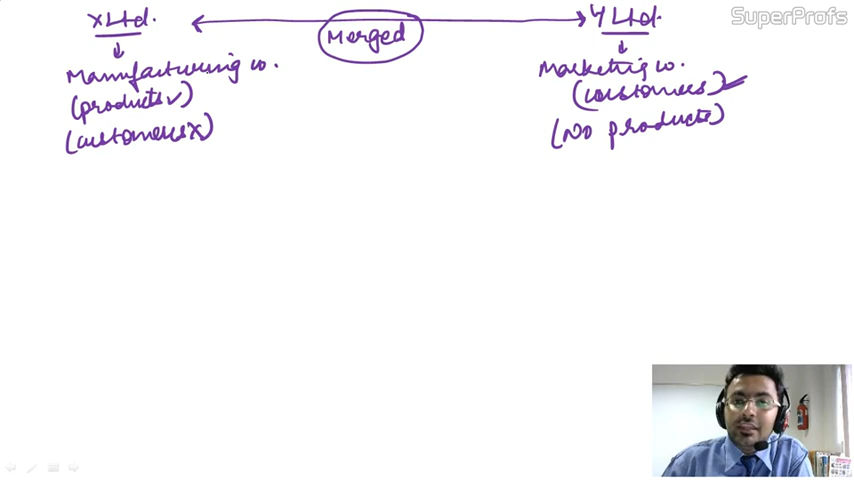 X Ltd. Merged Y Ltd. SuperProfs
Manufacturing co. Marketing co.
(products✓) (customers)✓
(customers✗) (No products)